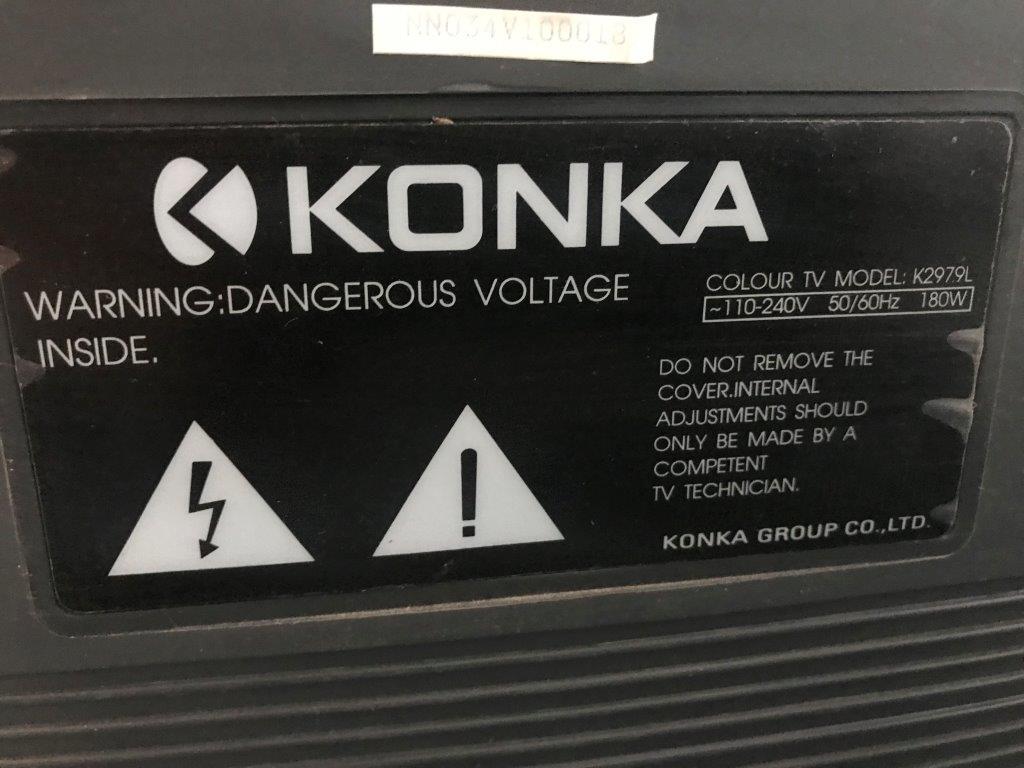 NN034V100018
KONKA
WARNING:DANGEROUS VOLTAGE
INSIDE.
COLOUR TV MODEL: K2979L
~110-240V 50/60Hz 180W
DO NOT REMOVE THE
COVER.INTERNAL
ADJUSTMENTS SHOULD
ONLY BE MADE BY A
COMPETENT
TV TECHNICIAN.
KONKA GROUP CO.,LTD.